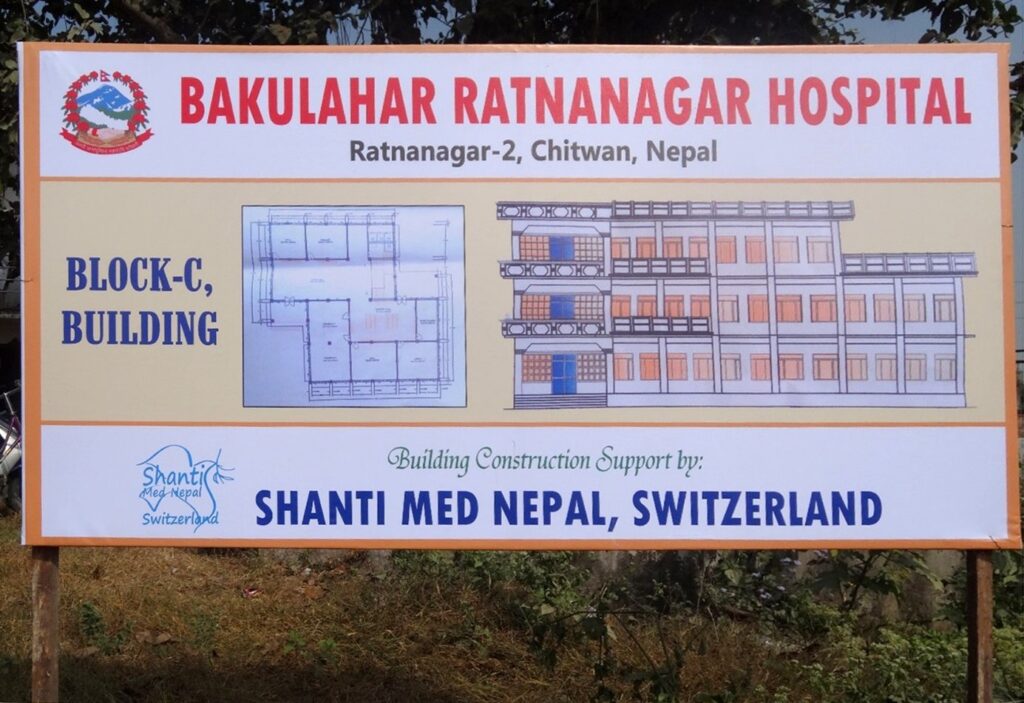 BAKULAHAR RATNANAGAR HOSPITAL
Ratnanagar-2, Chitwan, Nepal
BLOCK-C,
BUILDING
Building Construction Support by:
Shanti
Med Nepal
Switzerland
SHANTI MED NEPAL, SWITZERLAND